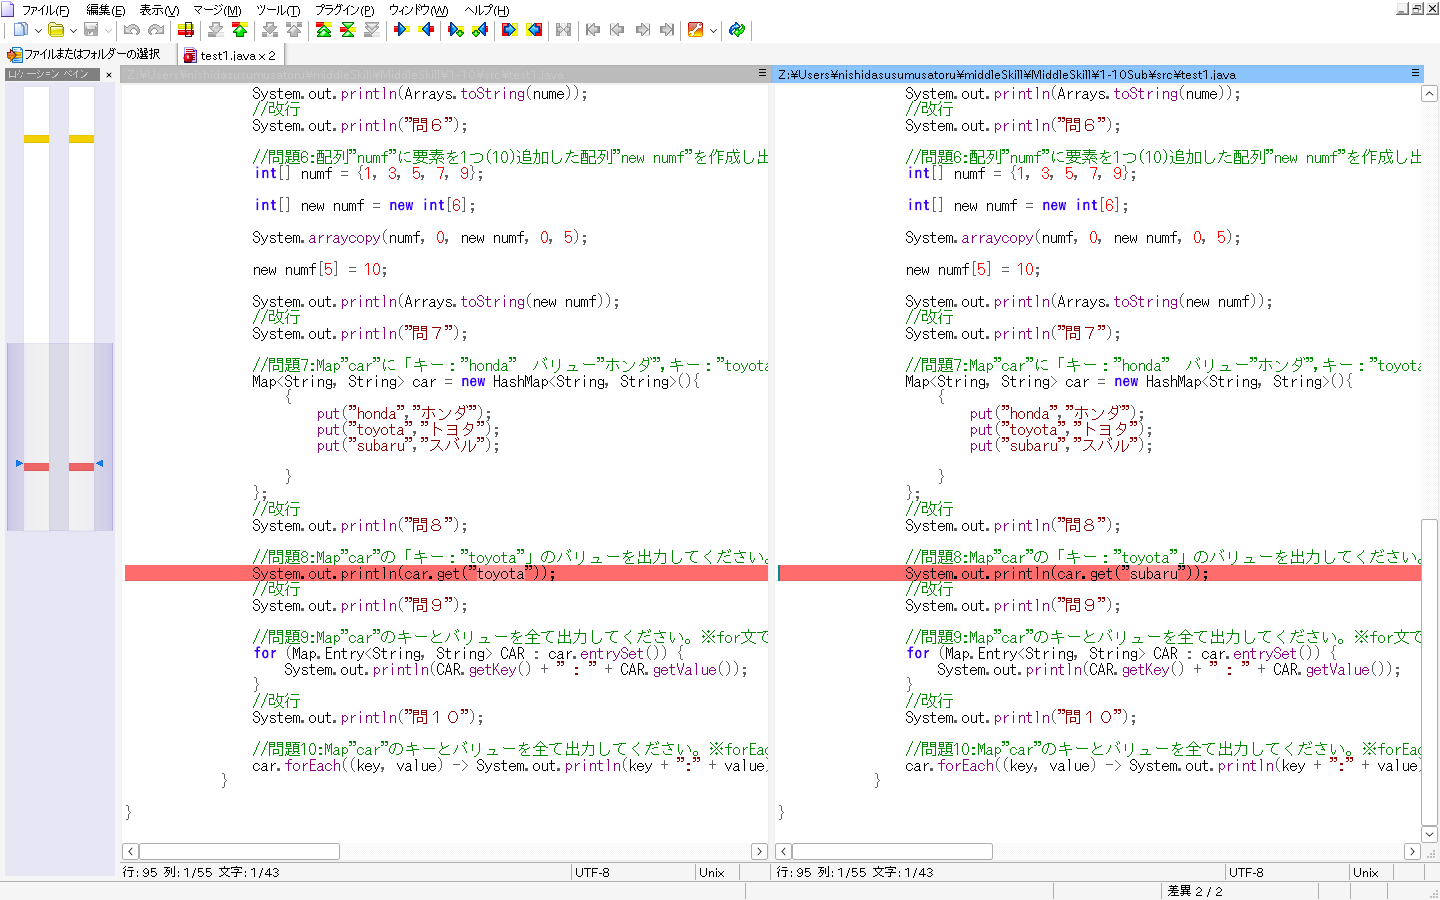 ファイル(F) 編集(E) 表示(V) マージ(M) ツール(T) プラグイン(P) ウィンドウ(W) ヘルプ(H)
ファイルまたはフォルダーの選択 test1.java x 2
ロケーション ペイン ×
Z:¥Users¥nishidasusumusatoru¥middleSkill¥MiddleSkill¥1-10¥src¥test1.java
System.out.println(Arrays.toString(nume));
//改行
System.out.println("問６");
//問題6:配列"numf"に要素を1つ(10)追加した配列"new numf"を作成し出
int[] numf = {1, 3, 5, 7, 9};
int[] new numf = new int[6];
System.arraycopy(numf, 0, new numf, 0, 5);
new numf[5] = 10;
System.out.println(Arrays.toString(new numf));
//改行
System.out.println("問７");
//問題7:Map"car"に「キー："honda"　バリュー"ホンダ",キー："toyota
Map<String, String> car = new HashMap<String, String>(){
{
put("honda","ホンダ");
put("toyota","トヨタ");
put("subaru","スバル");
}
};
//改行
System.out.println("問８");
//問題8:Map"car"の「キー："toyota"」のバリューを出力してください。
System.out.println(car.get("toyota"));
//改行
System.out.println("問９");
//問題9:Map"car"のキーとバリューを全て出力してください。※for文で
for (Map.Entry<String, String> CAR : car.entrySet()) {
System.out.println(CAR.getKey() + " : " + CAR.getValue());
}
//改行
System.out.println("問１０");
//問題10:Map"car"のキーとバリューを全て出力してください。※forEac
car.forEach((key, value) -> System.out.println(key + ":" + value)
}
}
行: 95 列: 1/55 文字: 1/43 UTF-8 Unix
Z:¥Users¥nishidasusumusatoru¥middleSkill¥MiddleSkill¥1-10Sub¥src¥test1.java
System.out.println(Arrays.toString(nume));
//改行
System.out.println("問６");
//問題6:配列"numf"に要素を1つ(10)追加した配列"new numf"を作成し出
int[] numf = {1, 3, 5, 7, 9};
int[] new numf = new int[6];
System.arraycopy(numf, 0, new numf, 0, 5);
new numf[5] = 10;
System.out.println(Arrays.toString(new numf));
//改行
System.out.println("問７");
//問題7:Map"car"に「キー："honda"　バリュー"ホンダ",キー："toyota
Map<String, String> car = new HashMap<String, String>(){
{
put("honda","ホンダ");
put("toyota","トヨタ");
put("subaru","スバル");
}
};
//改行
System.out.println("問８");
//問題8:Map"car"の「キー："toyota"」のバリューを出力してください。
System.out.println(car.get("subaru"));
//改行
System.out.println("問９");
//問題9:Map"car"のキーとバリューを全て出力してください。※for文で
for (Map.Entry<String, String> CAR : car.entrySet()) {
System.out.println(CAR.getKey() + " : " + CAR.getValue());
}
//改行
System.out.println("問１０");
//問題10:Map"car"のキーとバリューを全て出力してください。※forEac
car.forEach((key, value) -> System.out.println(key + ":" + value)
}
}
行: 95 列: 1/55 文字: 1/43 UTF-8 Unix
差異 2 / 2